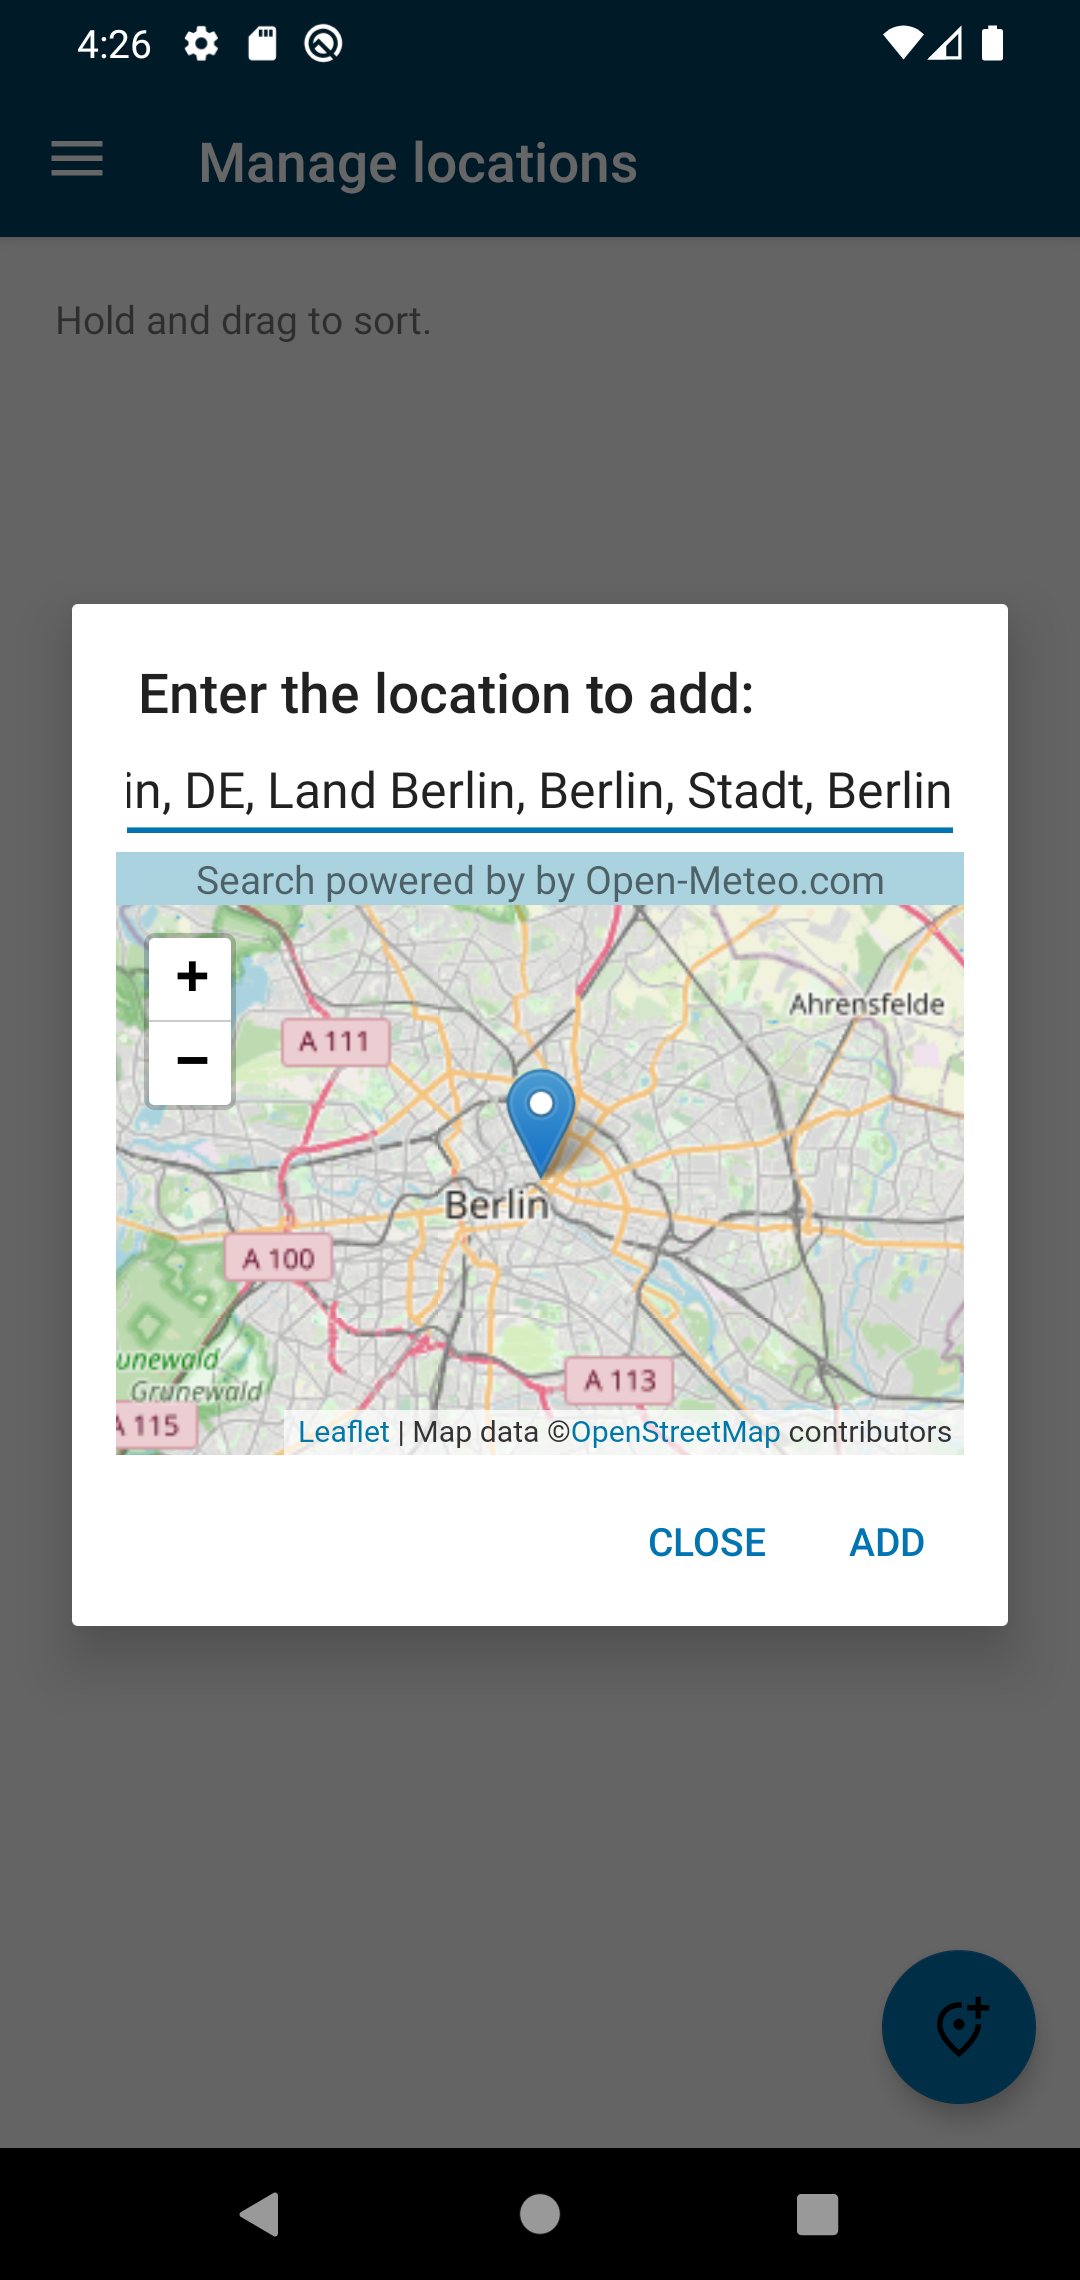 4:26
Manage locations
Hold and drag to sort.
Enter the location to add:
in, DE, Land Berlin, Berlin, Stadt, Berlin
Search powered by by Open-Meteo.com
+
Ahrensfelde
A 111
−
Berlin
A 100
unewald
Grunewald
A 113
A 115
Leaflet | Map data ©OpenStreetMap contributors
CLOSE ADD